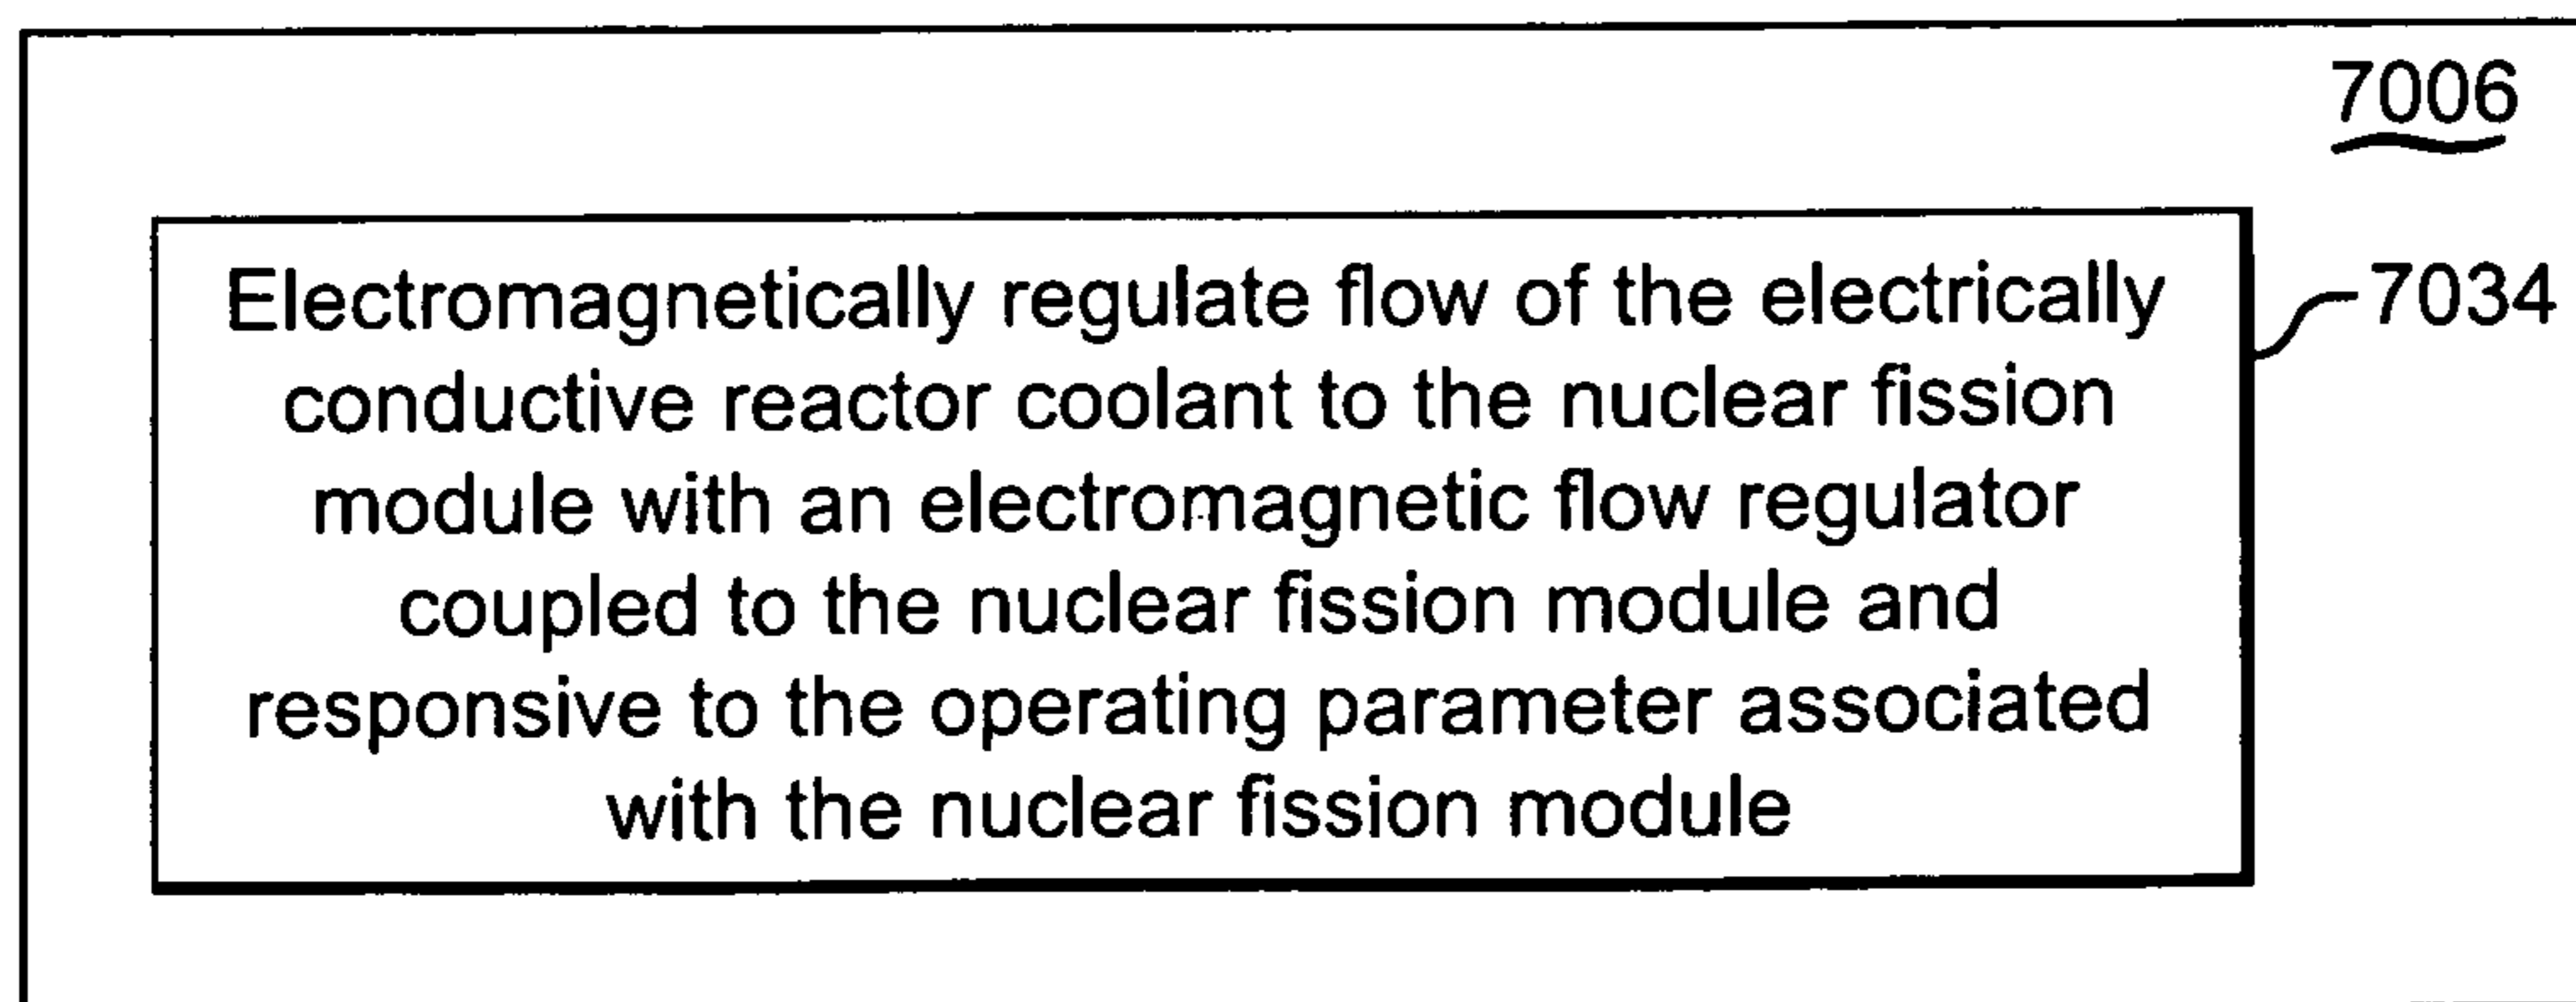 7006
Electromagnetically regulate flow of the electrically
7034
conductive reactor coolant to the nuclear fission
module with an electromagnetic flow regulator
coupled to the nuclear fission module and
responsive to the operating parameter associated
with the nuclear fission module